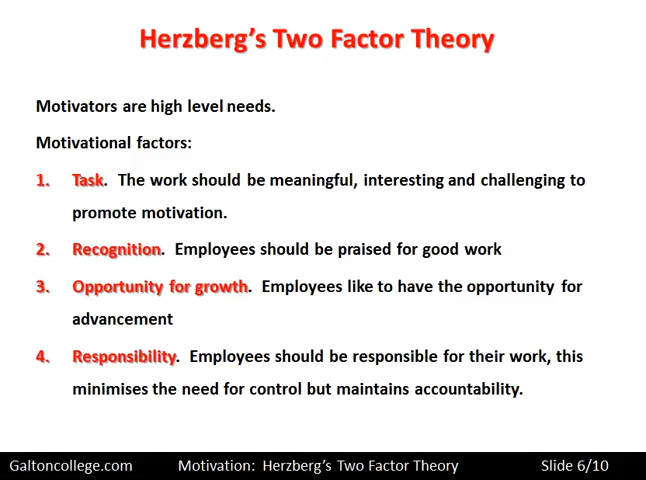 Herzberg's Two Factor Theory
Motivators are high level needs.
Motivational factors:
1. Task. The work should be meaningful, interesting and challenging to
promote motivation.
2. Recognition. Employees should be praised for good work
3. Opportunity for growth. Employees like to have the opportunity for
advancement
4. Responsibility. Employees should be responsible for their work, this
minimises the need for control but maintains accountability.
Galtoncollege.com Motivation: Herzberg's Two Factor Theory Slide 6/10